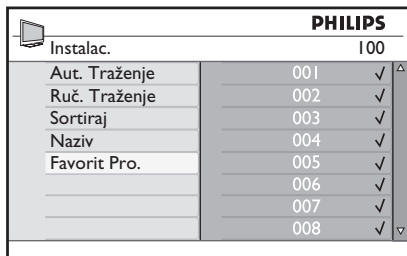 PHILIPS
Instalac. 100
Aut. Traženje 001 ✓
Ruč. Traženje 002 ✓
Sortiraj 003 ✓
Naziv 004 ✓
Favorit Pro. 005 ✓
006 ✓
007 ✓
008 ✓